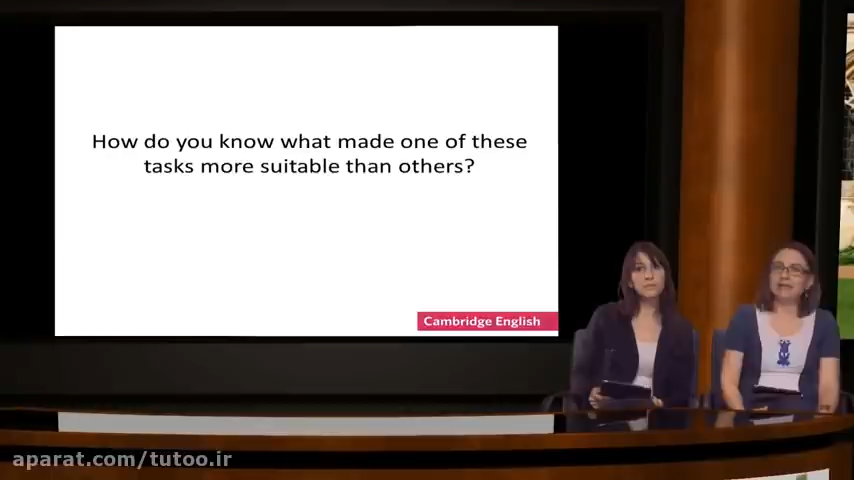 How do you know what made one of these
tasks more suitable than others?
Cambridge English
aparat.com/tutoo.ir